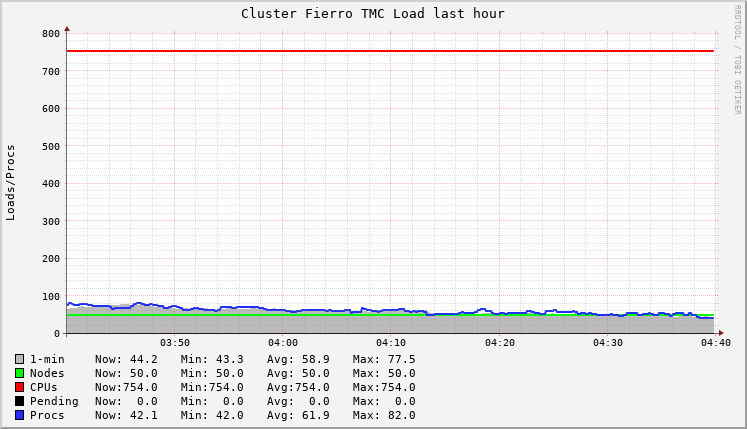 Cluster Fierro TMC Load last hour
RRDTOOL / TOBI OETIKER
Loads/Procs
800
700
600
500
400
300
200
100
0
03:50 04:00 04:10 04:20 04:30 04:40
1-min Now: 44.2 Min: 43.3 Avg: 58.9 Max: 77.5
Nodes Now: 50.0 Min: 50.0 Avg: 50.0 Max: 50.0
CPUs Now:754.0 Min:754.0 Avg:754.0 Max:754.0
Pending Now: 0.0 Min: 0.0 Avg: 0.0 Max: 0.0
Procs Now: 42.1 Min: 42.0 Avg: 61.9 Max: 82.0